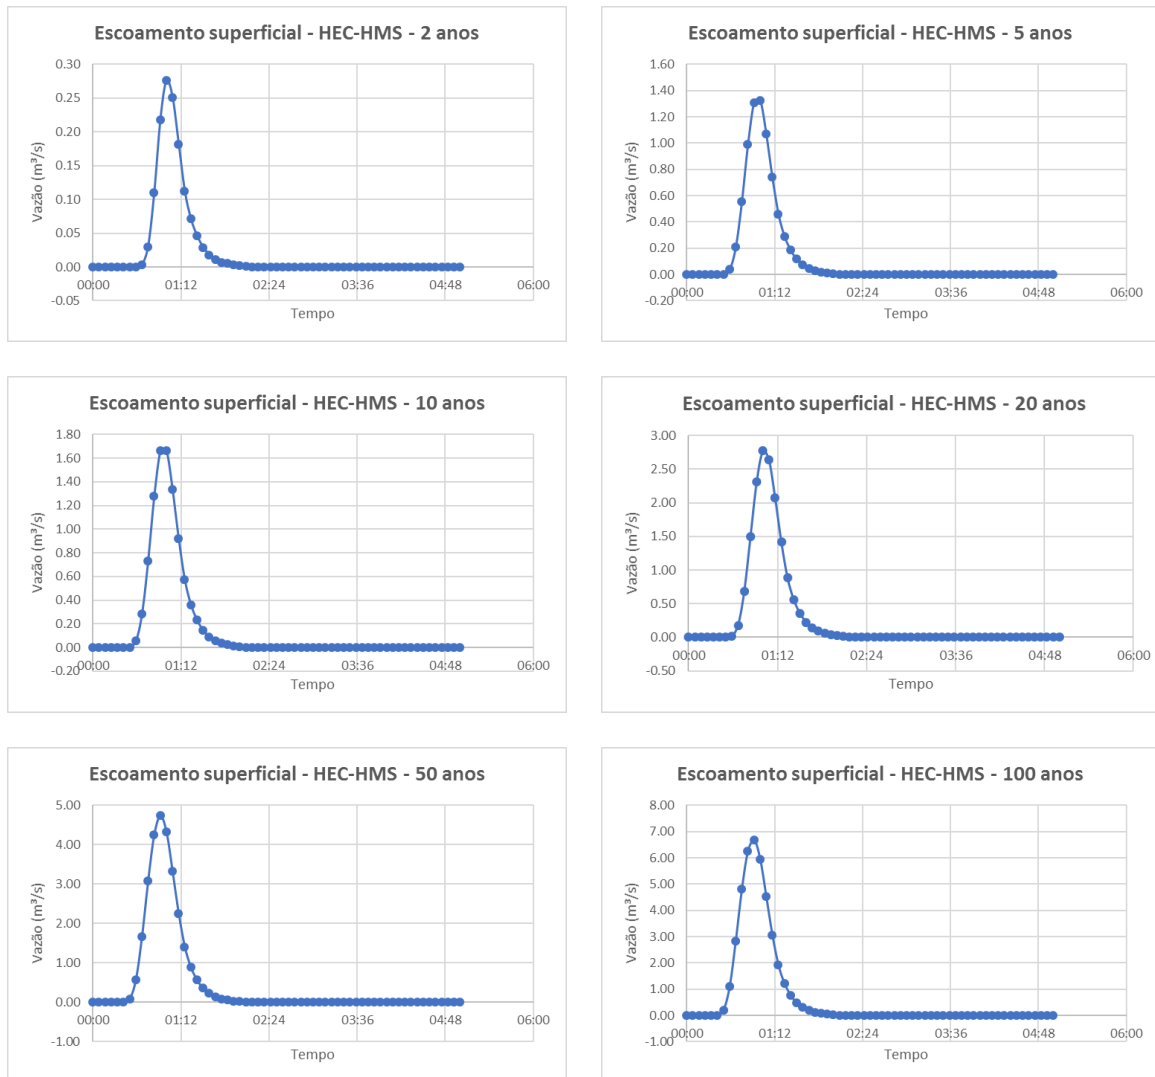 Escoamento superficial - HEC-HMS - 2 anos
Vazão (m³/s)
0.30
0.25
0.20
0.15
0.10
0.05
0.00
-0.05
00:00 01:12 02:24 03:36 04:48 06:00
Tempo
Escoamento superficial - HEC-HMS - 5 anos
Vazão (m³/s)
1.60
1.40
1.20
1.00
0.80
0.60
0.40
0.20
0.00
-0.20
00:00 01:12 02:24 03:36 04:48 06:00
Tempo
Escoamento superficial - HEC-HMS - 10 anos
Vazão (m³/s)
1.80
1.60
1.40
1.20
1.00
0.80
0.60
0.40
0.20
0.00
-0.20
00:00 01:12 02:24 03:36 04:48 06:00
Tempo
Escoamento superficial - HEC-HMS - 20 anos
Vazão (m³/s)
3.00
2.50
2.00
1.50
1.00
0.50
0.00
-0.50
00:00 01:12 02:24 03:36 04:48 06:00
Tempo
Escoamento superficial - HEC-HMS - 50 anos
Vazão (m³/s)
5.00
4.00
3.00
2.00
1.00
0.00
-1.00
00:00 01:12 02:24 03:36 04:48 06:00
Tempo
Escoamento superficial - HEC-HMS - 100 anos
Vazão (m³/s)
8.00
7.00
6.00
5.00
4.00
3.00
2.00
1.00
0.00
-1.00
00:00 01:12 02:24 03:36 04:48 06:00
Tempo